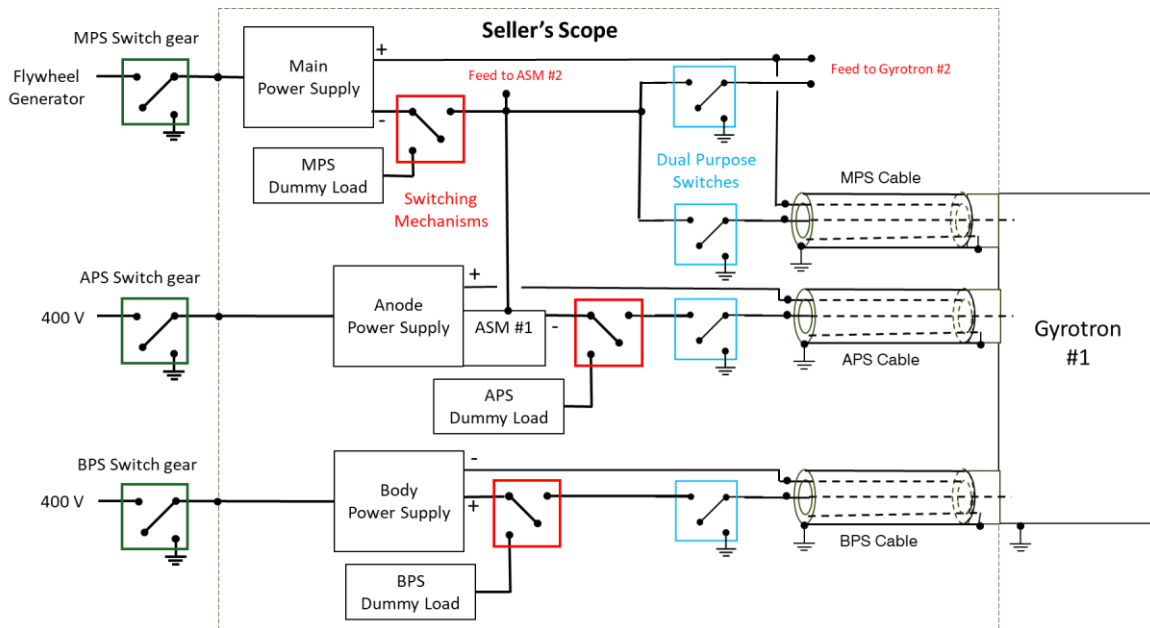 Seller's Scope
MPS Switch gear
Flywheel
Generator
Main
Power Supply
+
-
Feed to ASM #2
Feed to Gyrotron #2
MPS
Dummy Load
Switching
Mechanisms
Dual Purpose
Switches
MPS Cable
APS Switch gear
400 V
Anode
Power Supply
+
ASM #1
-
APS
Dummy Load
APS Cable
Gyrotron
#1
BPS Switch gear
400 V
Body
Power Supply
-
+
BPS
Dummy Load
BPS Cable